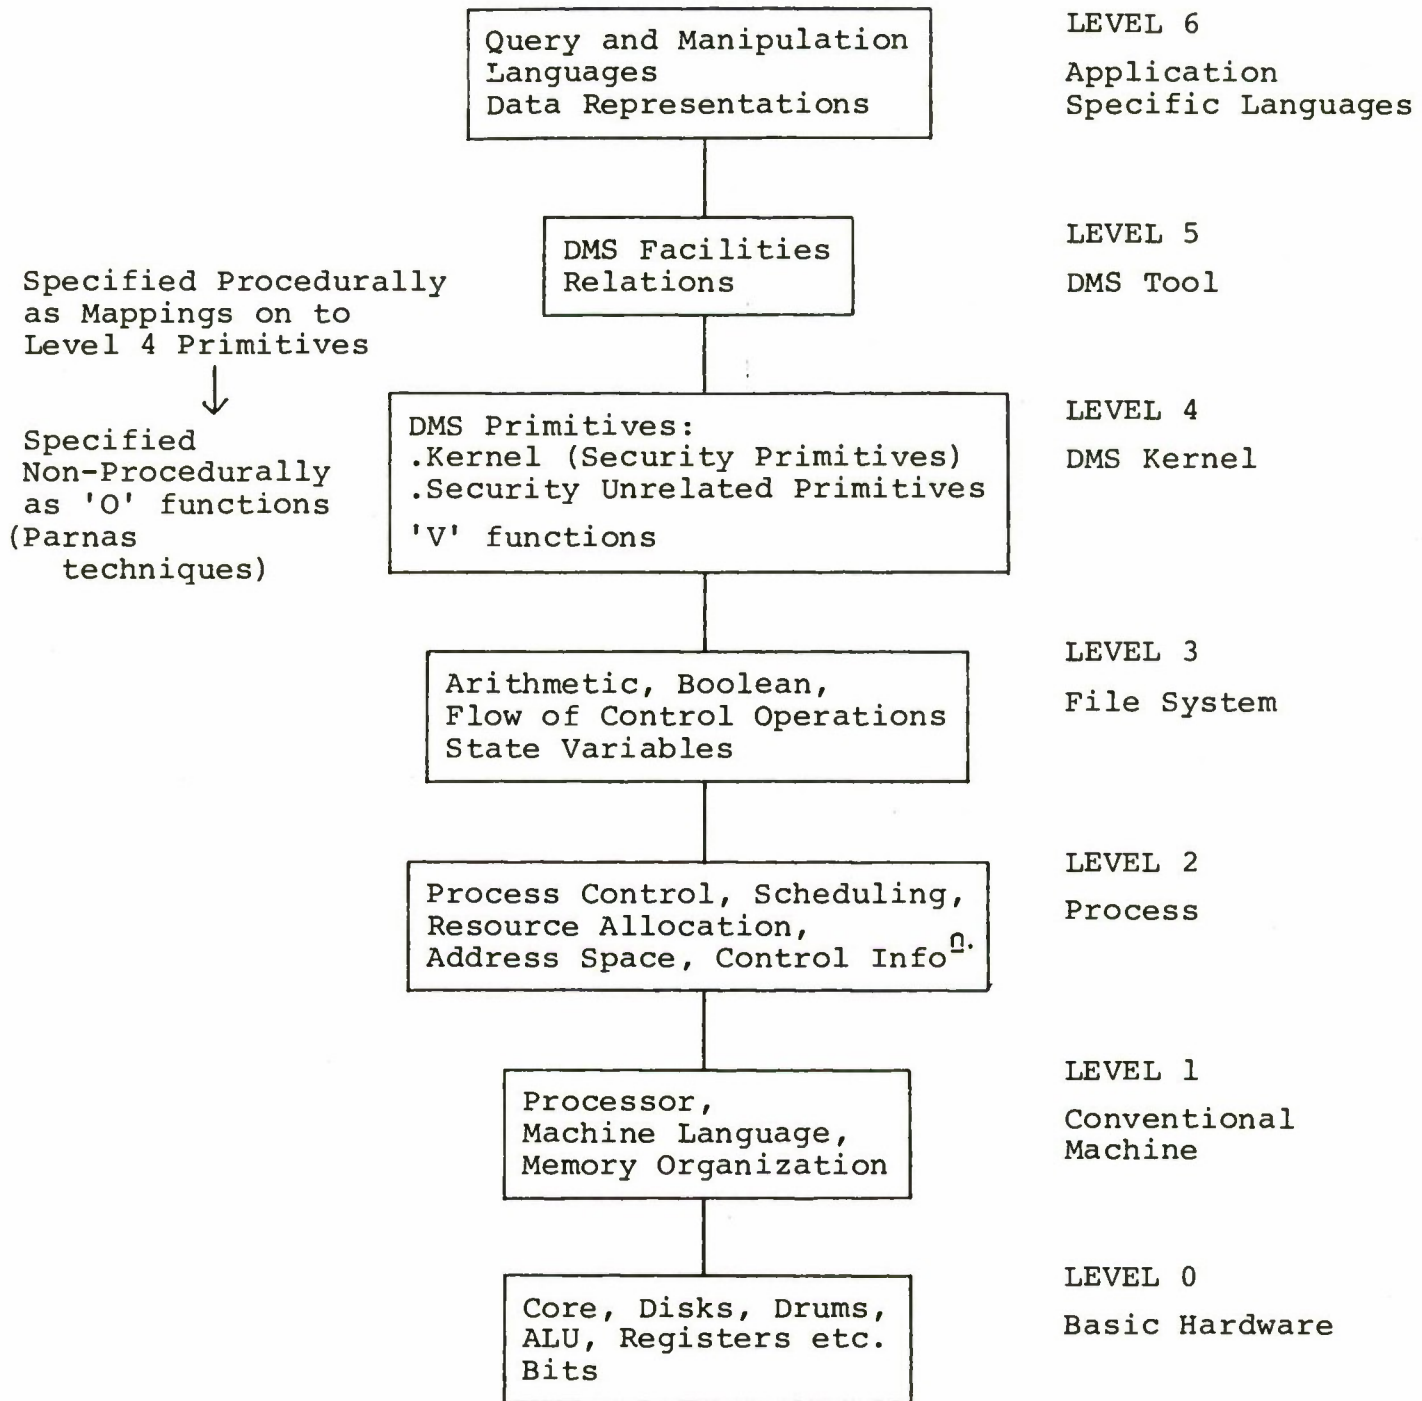 Query and Manipulation
Languages
Data Representations
LEVEL 6
Application
Specific Languages
DMS Facilities
Relations
LEVEL 5
DMS Tool
Specified Procedurally
as Mappings on to
Level 4 Primitives
↓
Specified
Non-Procedurally
as 'O' functions
(Parnas
techniques)
DMS Primitives:
.Kernel (Security Primitives)
.Security Unrelated Primitives
'V' functions
LEVEL 4
DMS Kernel
Arithmetic, Boolean,
Flow of Control Operations
State Variables
LEVEL 3
File System
Process Control, Scheduling,
Resource Allocation,
Address Space, Control Infoⁿ.
LEVEL 2
Process
Processor,
Machine Language,
Memory Organization
LEVEL 1
Conventional
Machine
Core, Disks, Drums,
ALU, Registers etc.
Bits
LEVEL 0
Basic Hardware